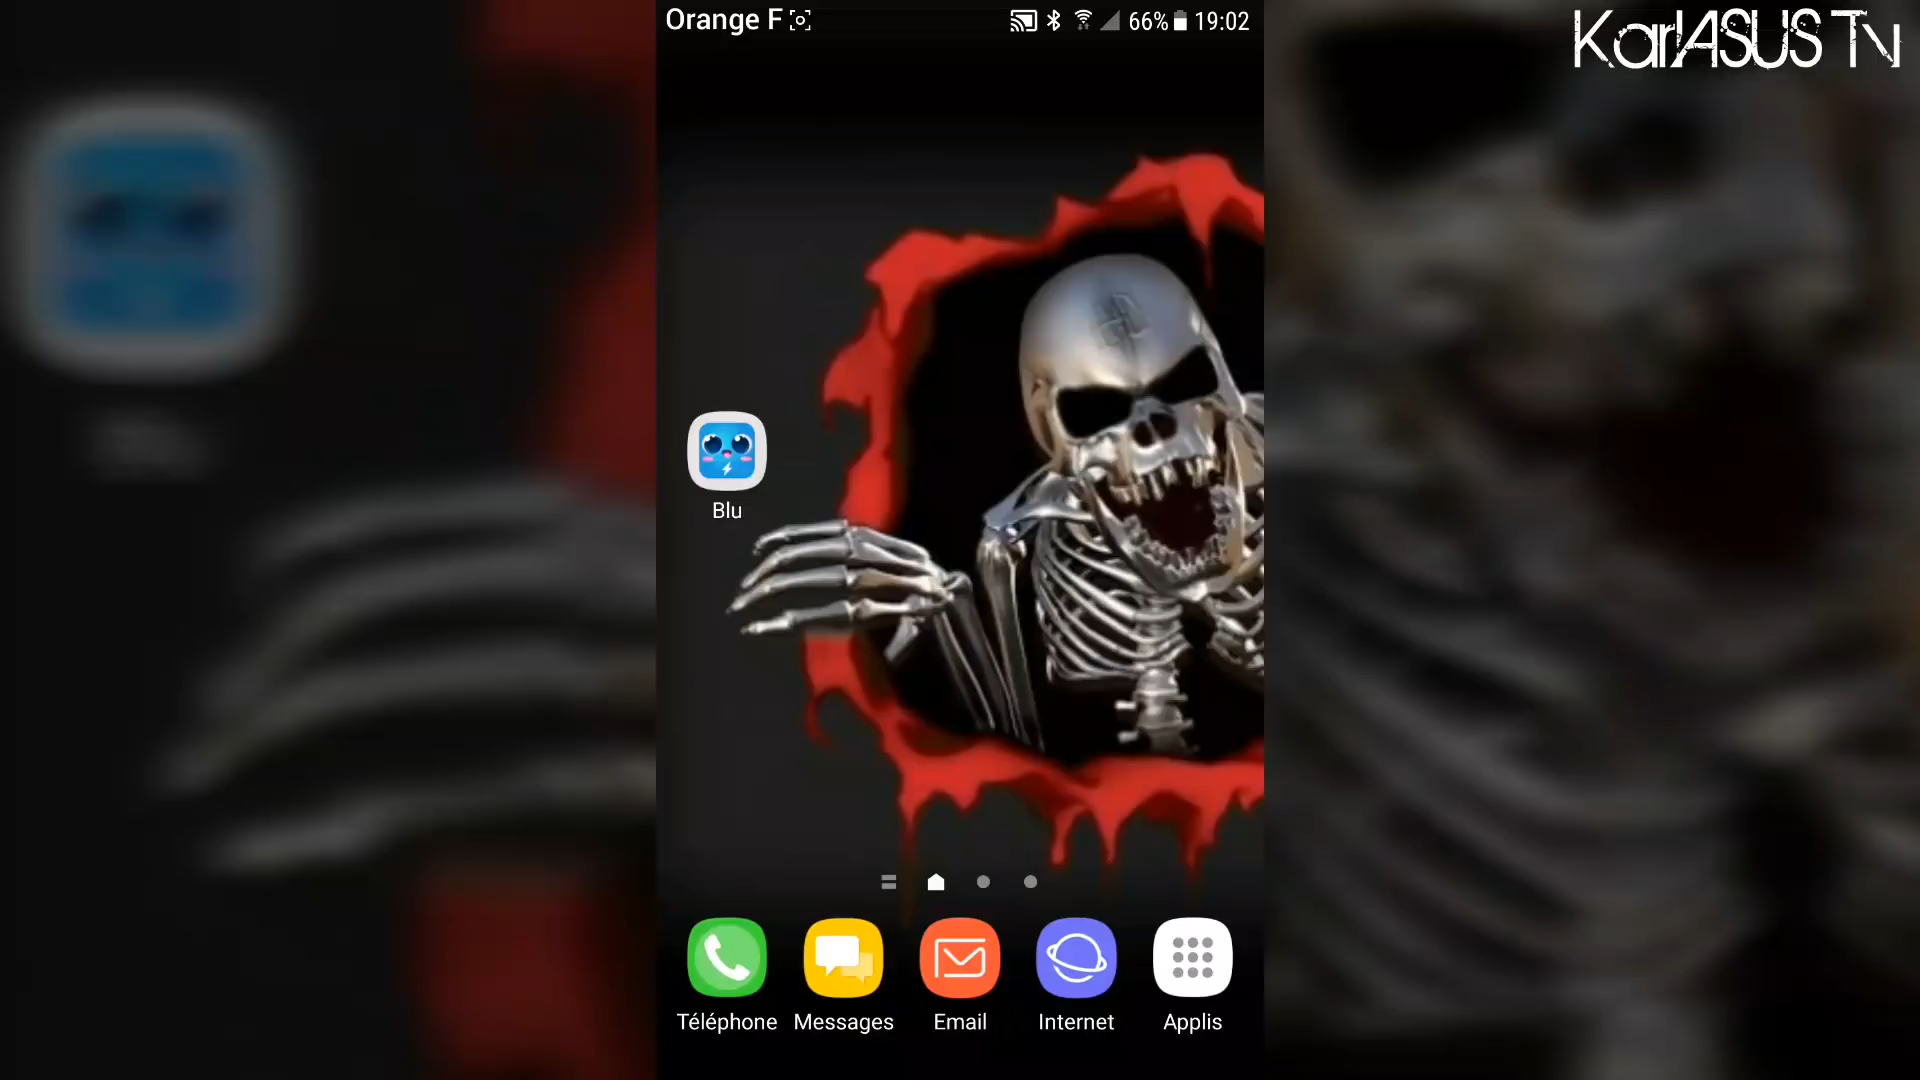 Orange F 66% 19:02
KarlASUS Tv
Blu
Téléphone Messages Email Internet Applis